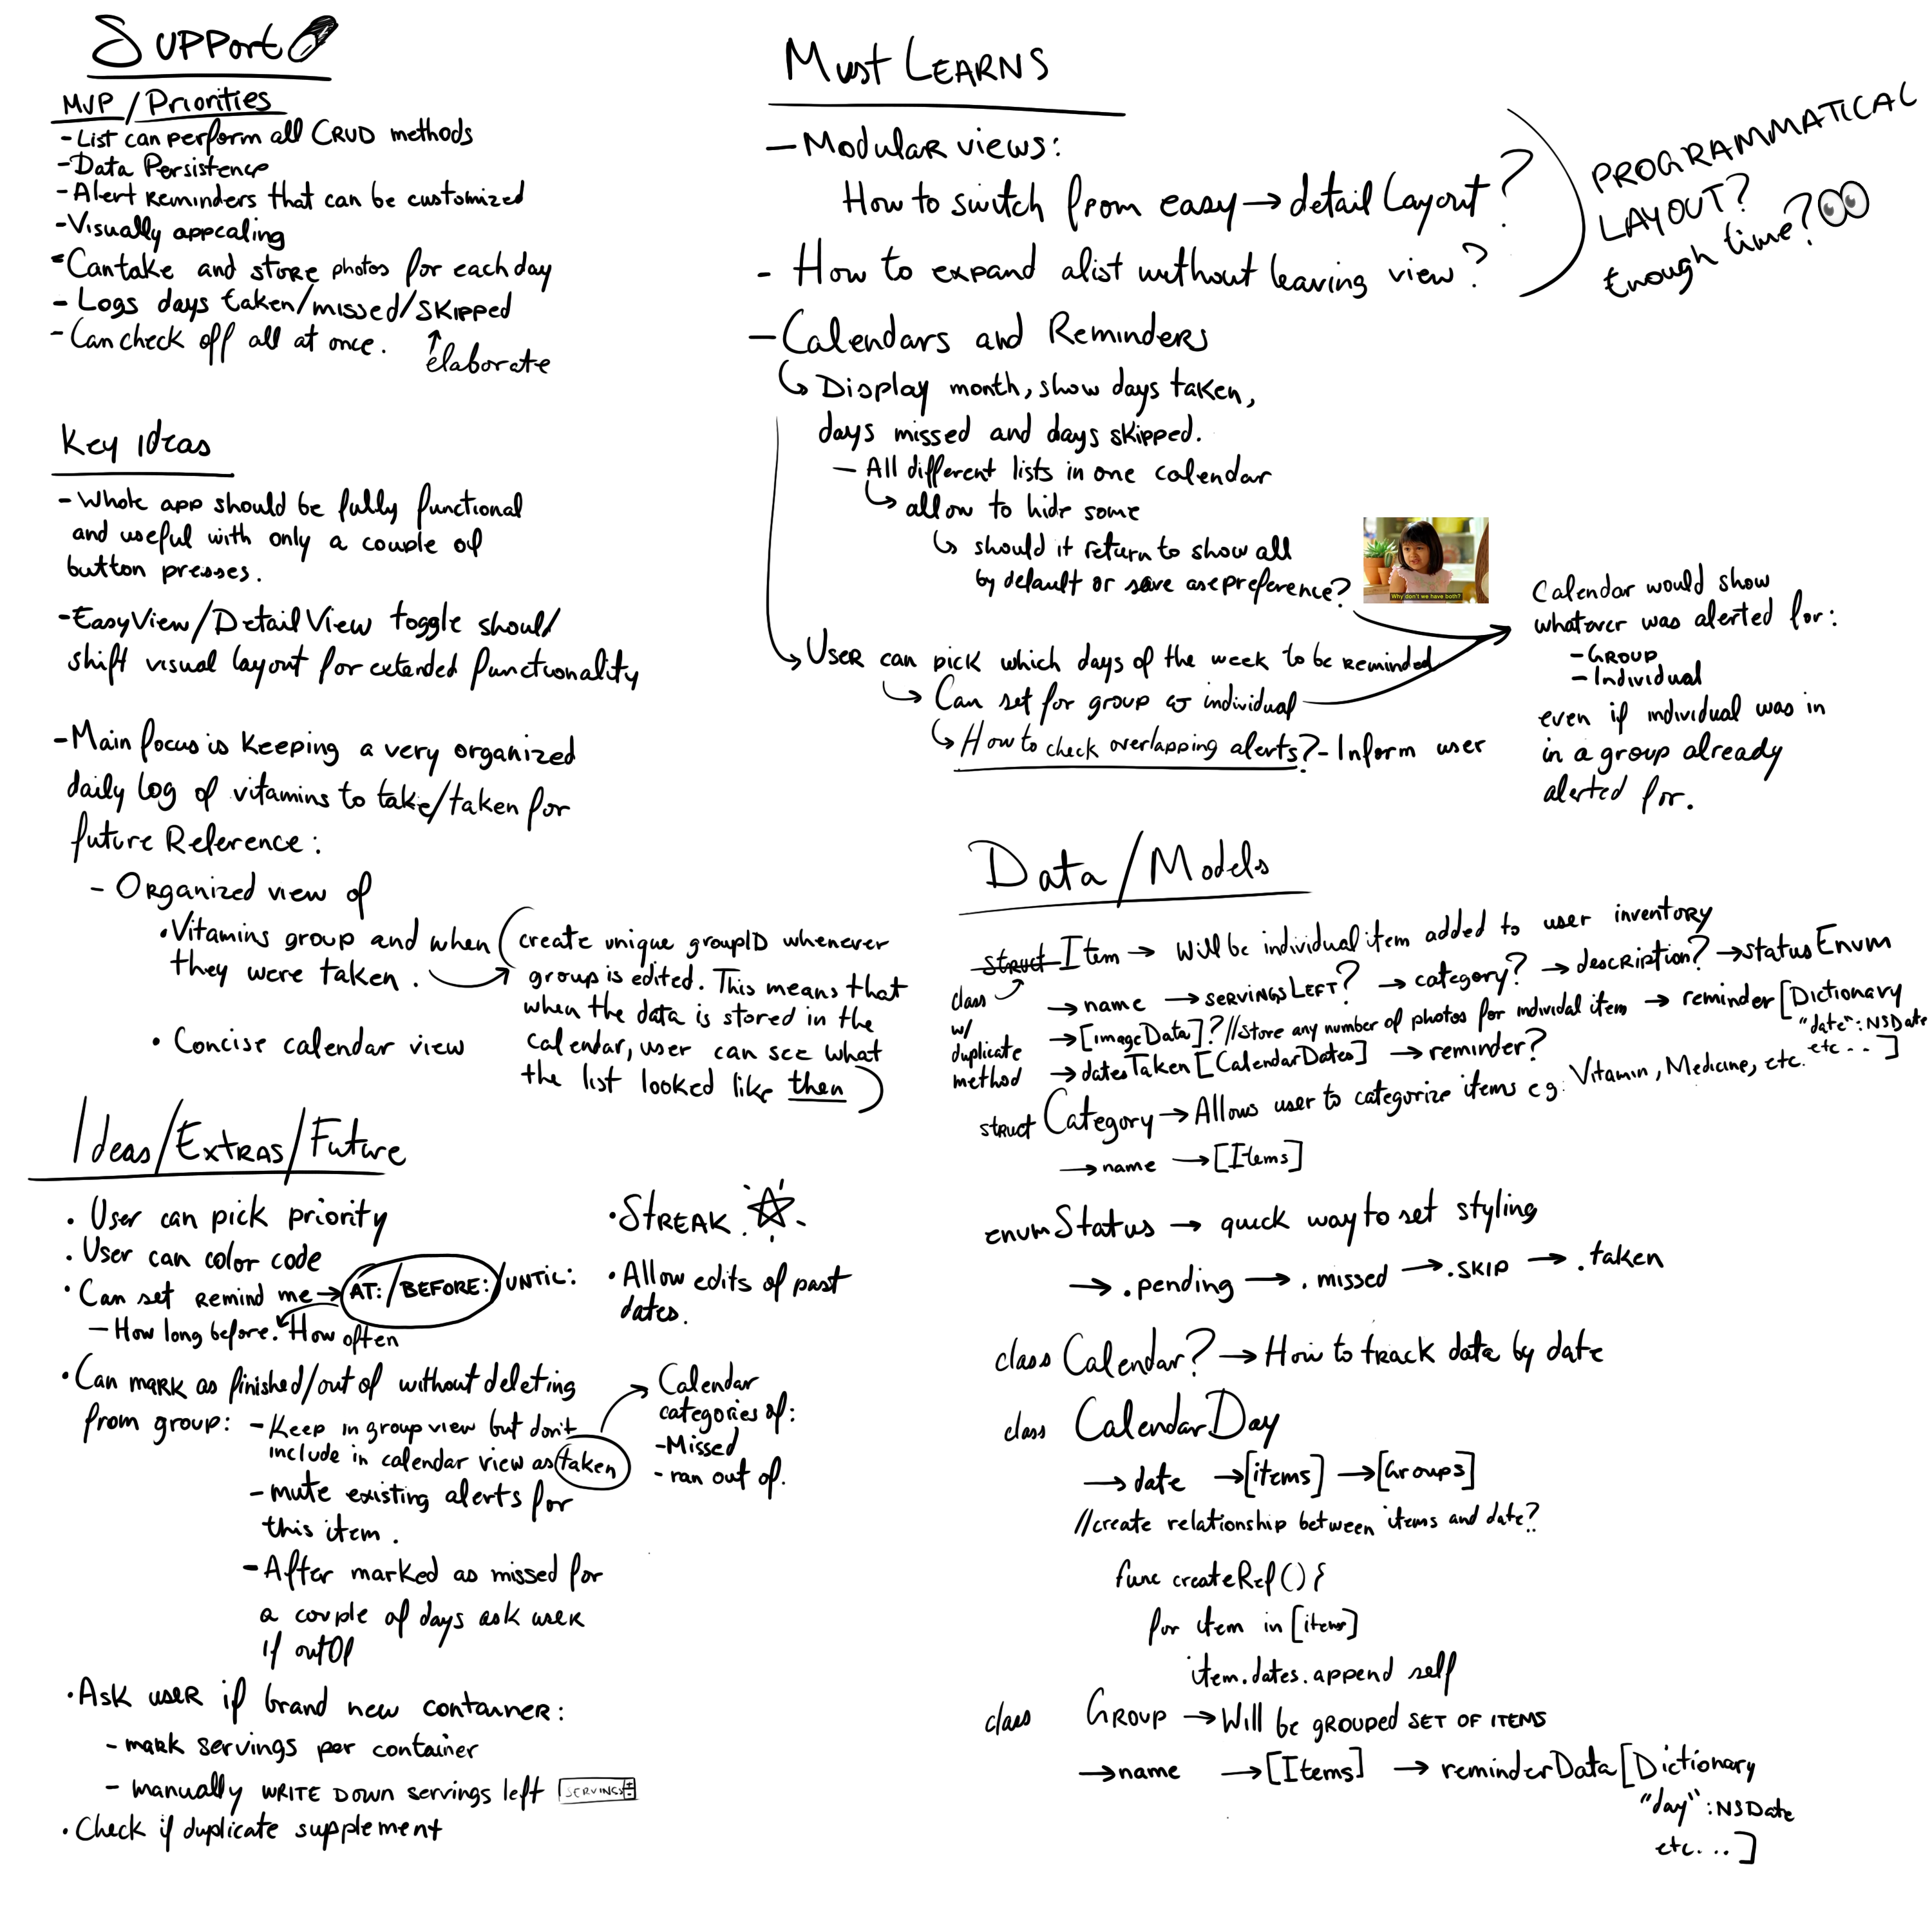 Support
MVP/Priorities
- List can perform all CRUD methods
- Data Persistence
- Alert Reminders that can be customized
- Visually appealing
- Can take and store photos for each day
- Logs days taken/missed/skipped
- Can check off all at once.
elaborate
Key Ideas
- Whole app should be fully functional
and useful with only a couple of
button presses.
- EasyView/DetailView toggle should
shift visual layout for extended functionality
- Main focus is keeping a very organized
daily log of vitamins to take/taken for
future Reference:
- Organized view of
• Vitamins group and when
they were taken.
(create unique groupID whenever
group is edited. This means that
when the data is stored in the
calendar, user can see what
the list looked like then)
• Concise calendar view
Ideas/Extras/Future
• User can pick priority
• User can color code
• Can set remind me → AT:/BEFORE:/UNTIL:
- How long before. How often
• Can mark as finished/out of without deleting
from group: - Keep in group view but don't
include in calendar view as taken
- mute existing alerts for
this item.
- After marked as missed for
a couple of days ask user
if outOf
• Ask user if brand new container:
- mark servings per container
- manually write down servings left SERVINGS
• Check if duplicate supplement
• Streak
• Allow edits of past
dates.
→ Calendar
categories of:
- Missed
- ran out of.
Must Learns
- Modular views:
How to switch from easy → detail layout?
- How to expand a list without leaving view?
PROGRAMMATICAL
LAYOUT?
Enough time?
- Calendars and Reminders
↳ Display month, show days taken,
days missed and days skipped.
- All different lists in one calendar
↳ allow to hide some
↳ should it return to show all
by default or save as preference?
Why don't we have both?
↳ User can pick which days of the week to be reminded
→ Can set for group or individual
↳ How to check overlapping alerts? - Inform user
Calendar would show
whatever was alerted for:
- Group
- Individual
even if individual was in
in a group already
alerted for.
Data/Models
struct Item → Will be individual item added to user inventory
class
w/
duplicate
method
→ name → servingsLeft? → category? → description? → statusEnum
→ [imageData]? //store any number of photos for individal item → reminder [Dictionary
"date": NSDate
etc...]
→ datesTaken [CalendarDates] → reminder?
struct Category → Allows user to categorize items eg: Vitamin, Medicine, etc.
→ name → [Items]
enum Status → quick way to set styling
→ .pending → .missed → .skip → .taken
class Calendar? → How to track data by date
class CalendarDay
→ date → [items] → [Groups]
//create relationship between items and date?
func createRef() {
for item in [items]
item.dates.append self
class Group → Will be grouped set of items
→ name → [Items] → reminderData [Dictionary
"day": NSDate
etc...]